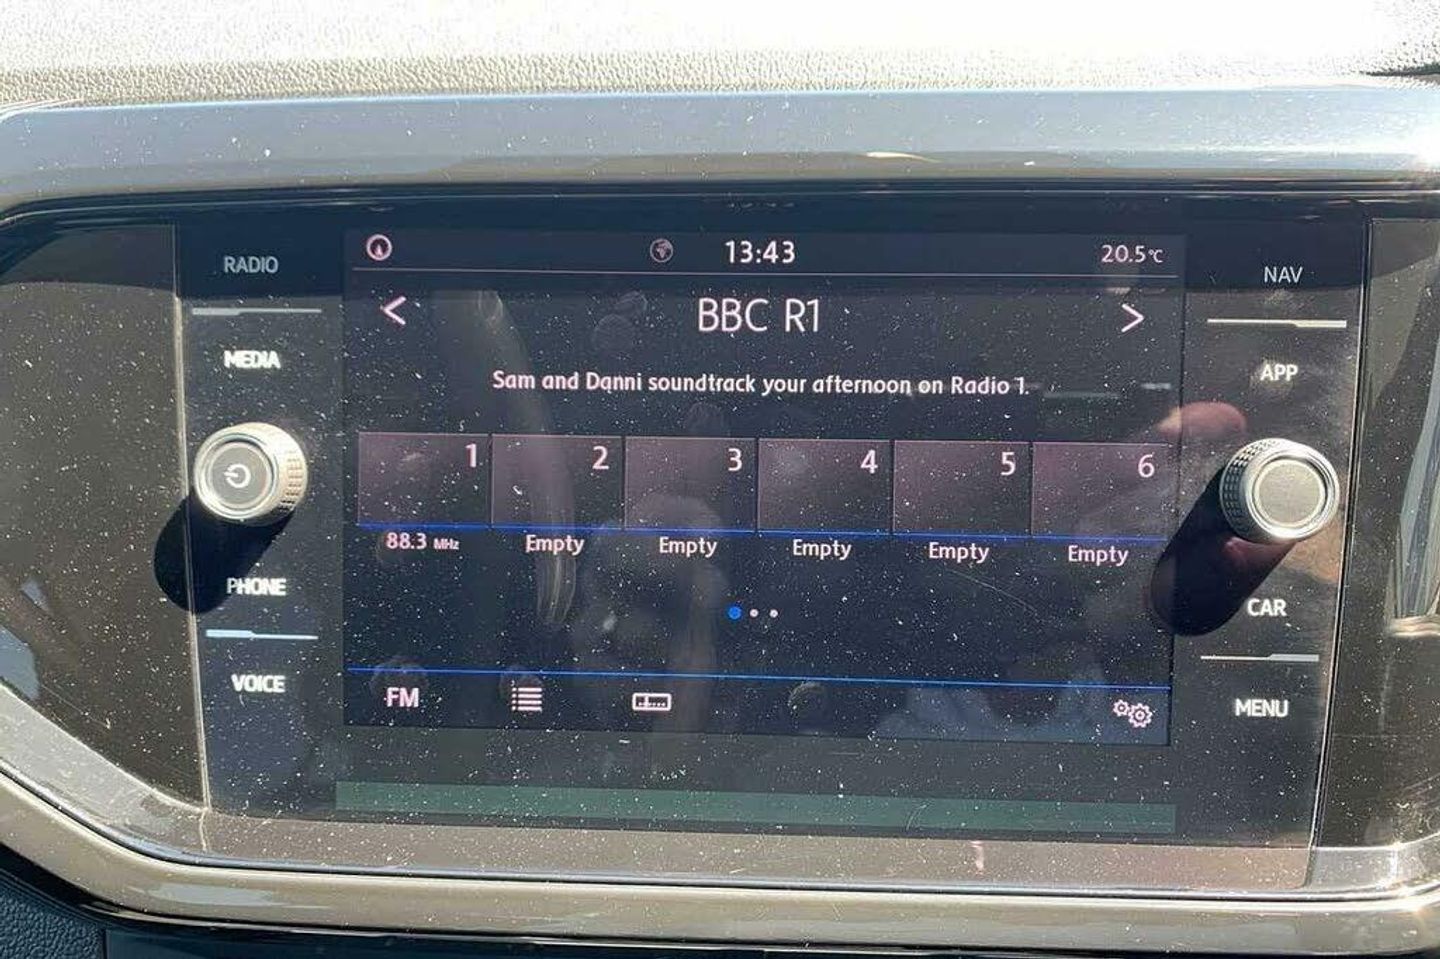 13:43
20.5°C
RADIO
MEDIA
PHONE
VOICE
BBC R1
Sam and Danni soundtrack your afternoon on Radio 1.
1 2 3 4 5 6
88.3 MHz Empty Empty Empty Empty Empty
FM
NAV
APP
CAR
MENU